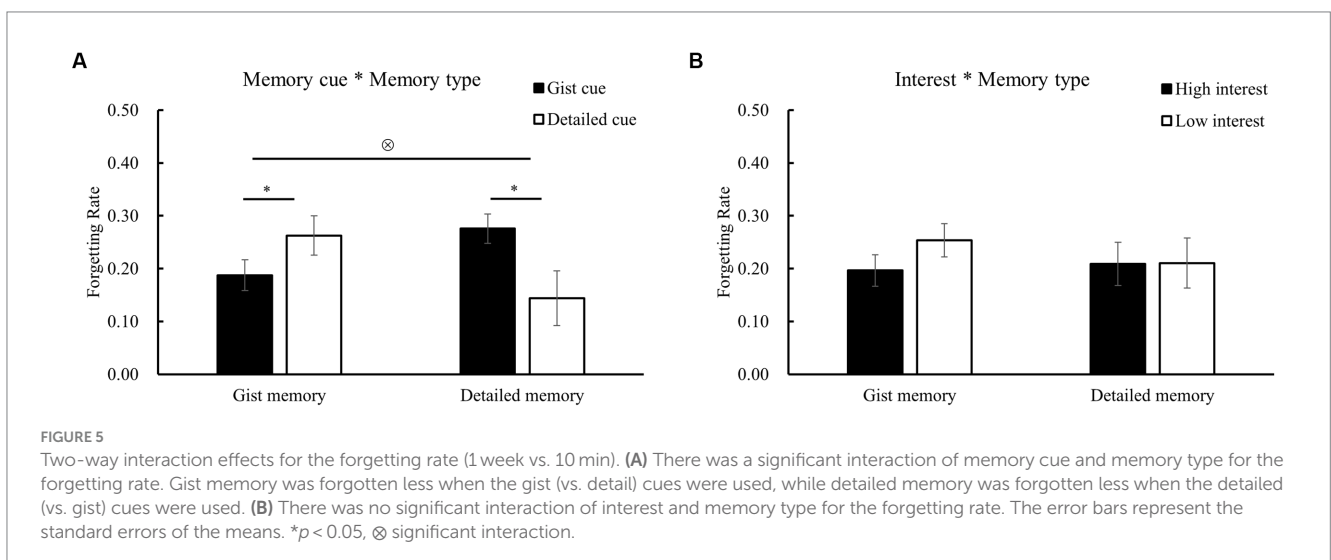 A
Memory cue * Memory type
Gist cue
Detailed cue
Forgetting Rate
0.50
0.40
0.30
0.20
0.10
0.00
⊗
*
*
Gist memory
Detailed memory
B
Interest * Memory type
High interest
Low interest
Forgetting Rate
0.50
0.40
0.30
0.20
0.10
0.00
Gist memory
Detailed memory
FIGURE 5
Two-way interaction effects for the forgetting rate (1 week vs. 10 min). (A) There was a significant interaction of memory cue and memory type for the
forgetting rate. Gist memory was forgotten less when the gist (vs. detail) cues were used, while detailed memory was forgotten less when the detailed
(vs. gist) cues were used. (B) There was no significant interaction of interest and memory type for the forgetting rate. The error bars represent the
standard errors of the means. *p < 0.05, ⊗ significant interaction.